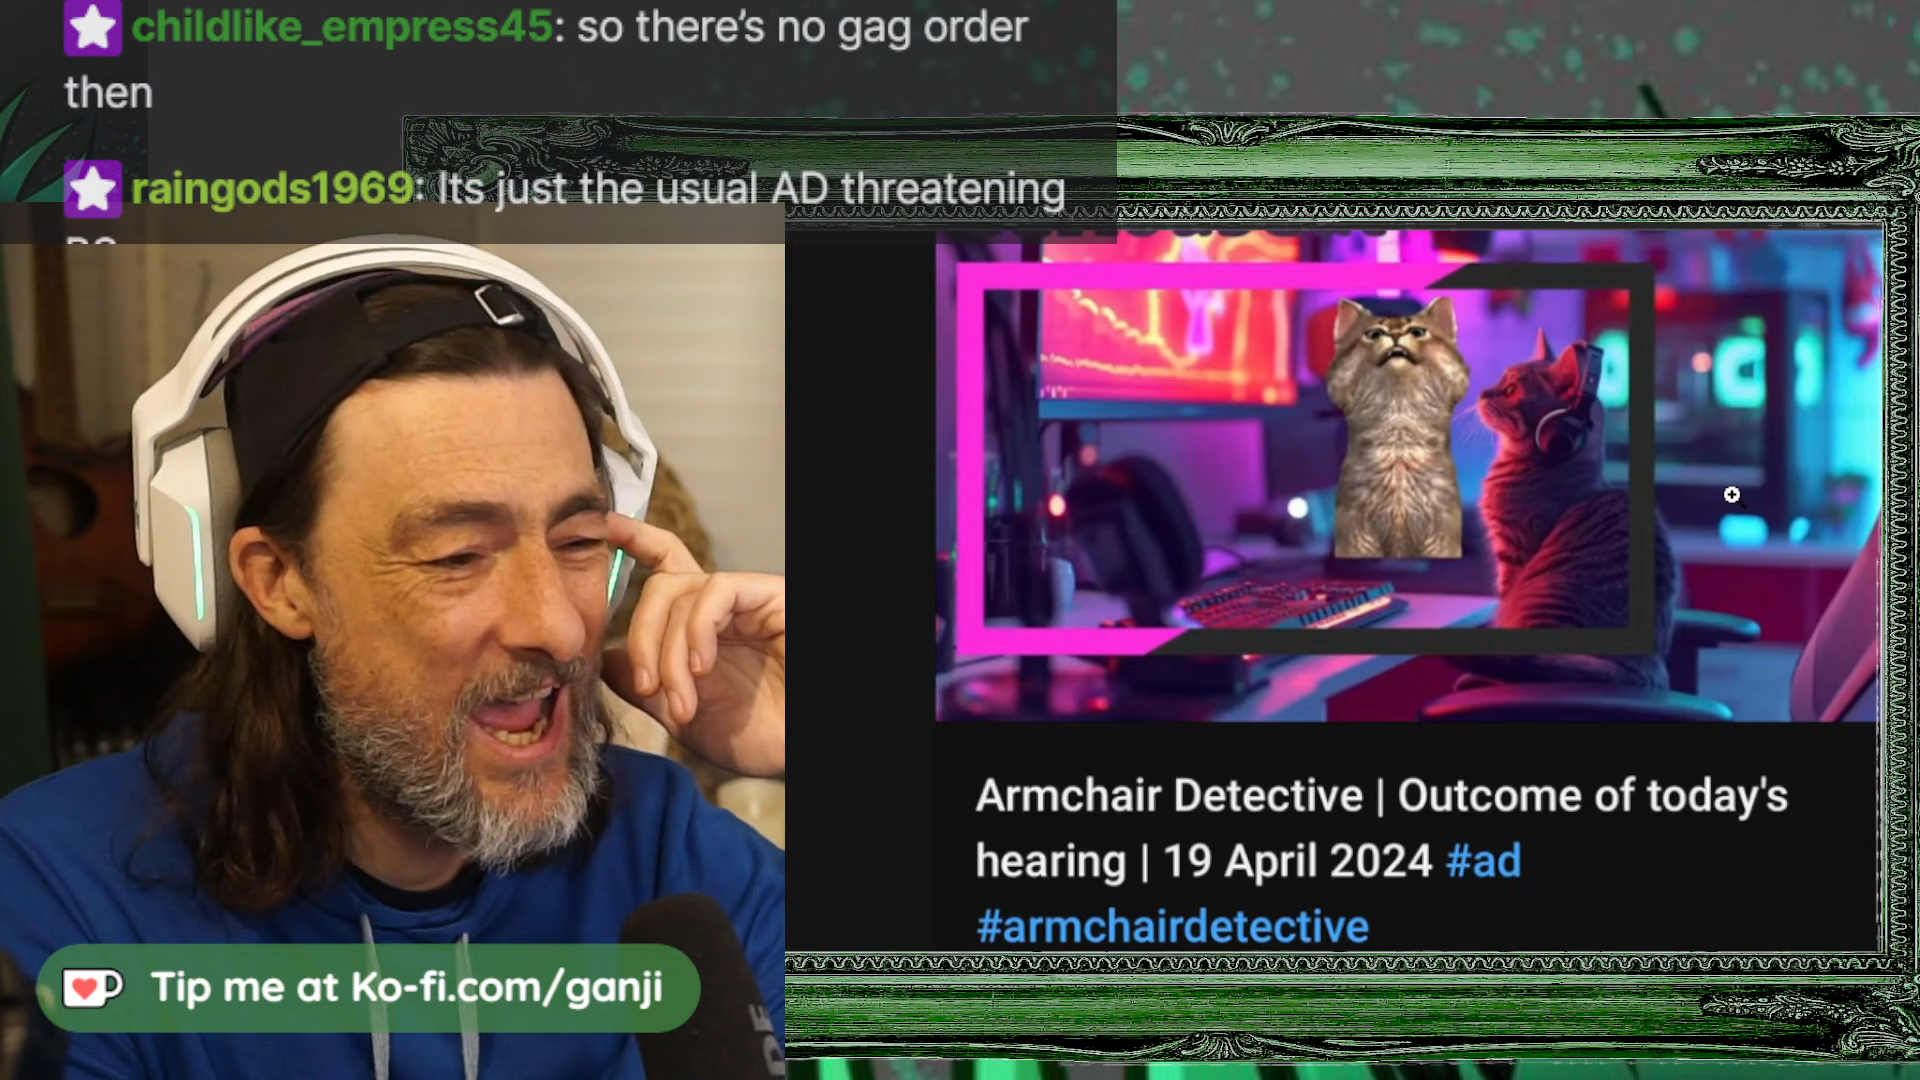 childlike_empress45: so there's no gag order
then
raingods1969: Its just the usual AD threatening
Armchair Detective | Outcome of today's
hearing | 19 April 2024 #ad
#armchairdetective
Tip me at Ko-fi.com/ganji